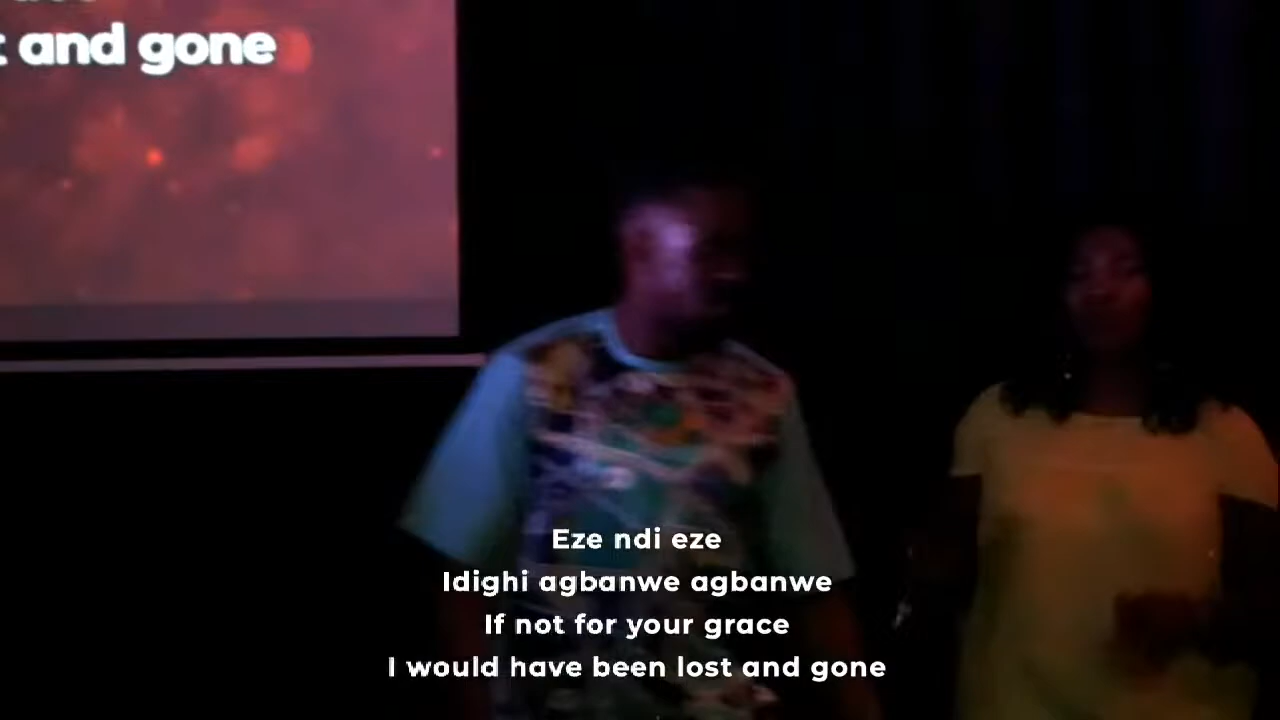 and gone
Eze ndi eze
Idighi agbanwe agbanwe
If not for your grace
I would have been lost and gone